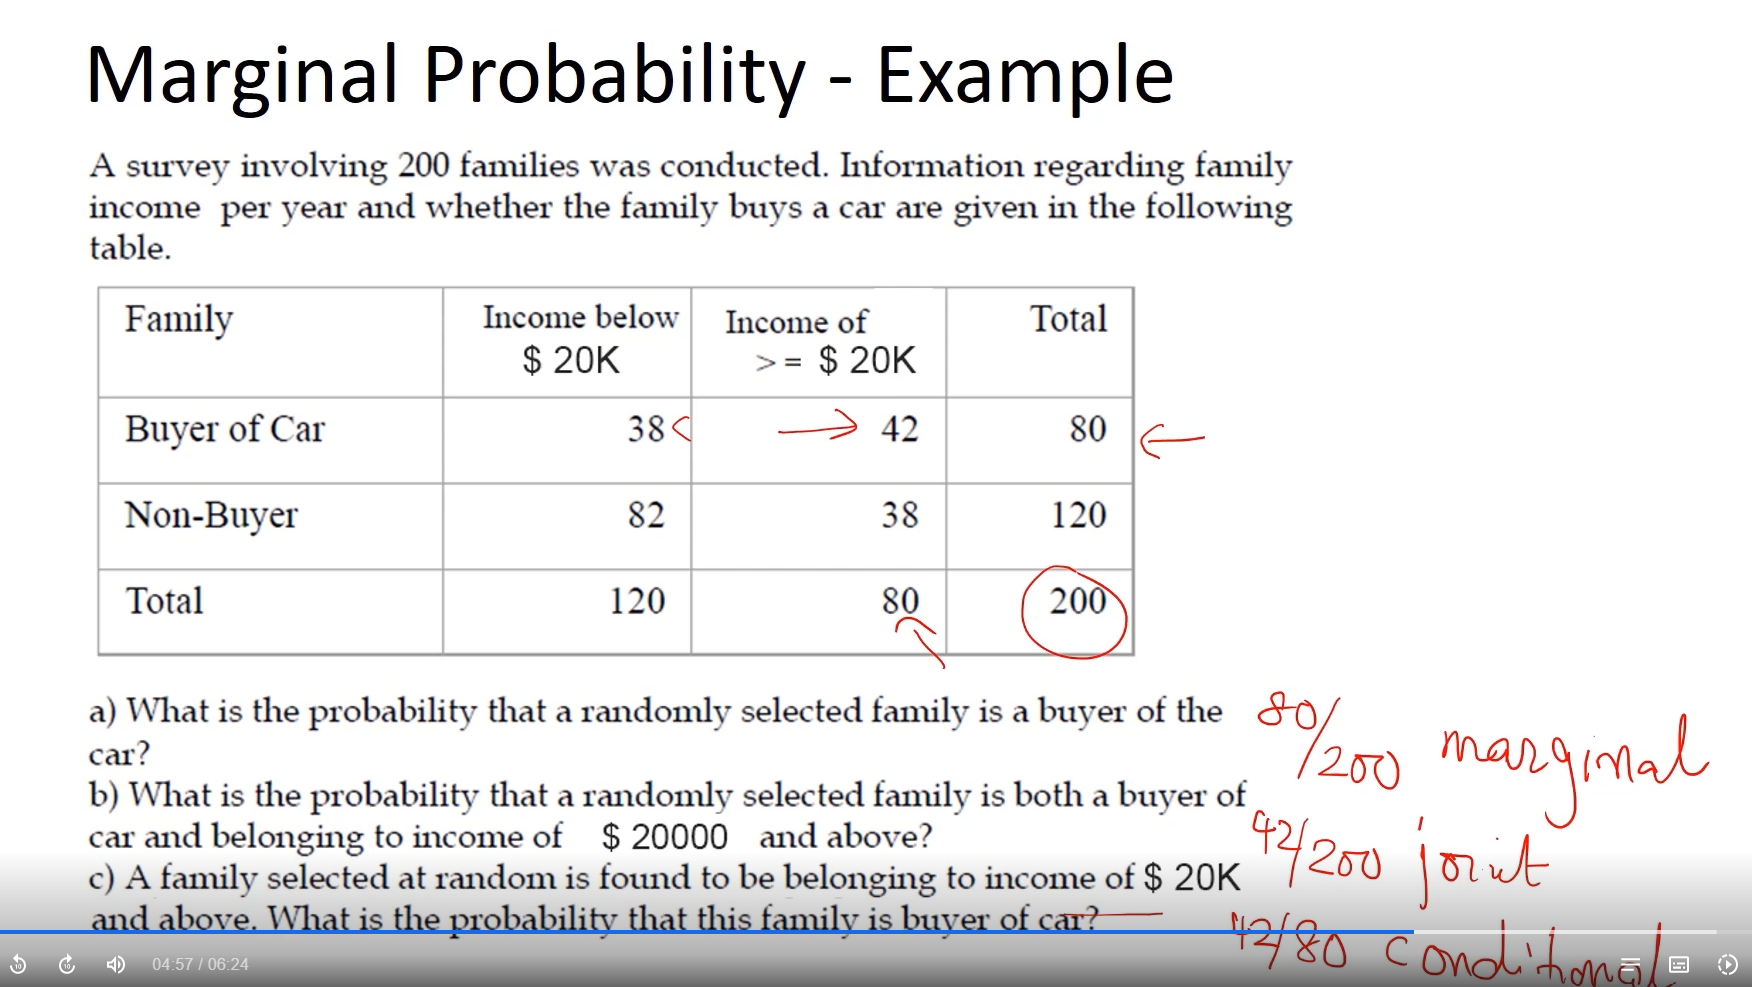 Marginal Probability - Example
A survey involving 200 families was conducted. Information regarding family
income per year and whether the family buys a car are given in the following
table.
Family Income below $ 20K Income of >= $ 20K Total
Buyer of Car 38 42 80
Non-Buyer 82 38 120
Total 120 80 200
a) What is the probability that a randomly selected family is a buyer of the
car?
80/200 marginal
b) What is the probability that a randomly selected family is both a buyer of
car and belonging to income of $ 20000 and above?
42/200 joint
c) A family selected at random is found to be belonging to income of $ 20K
and above. What is the probability that this family is buyer of car?
42/80 conditional
10 10 04:57 / 06:24